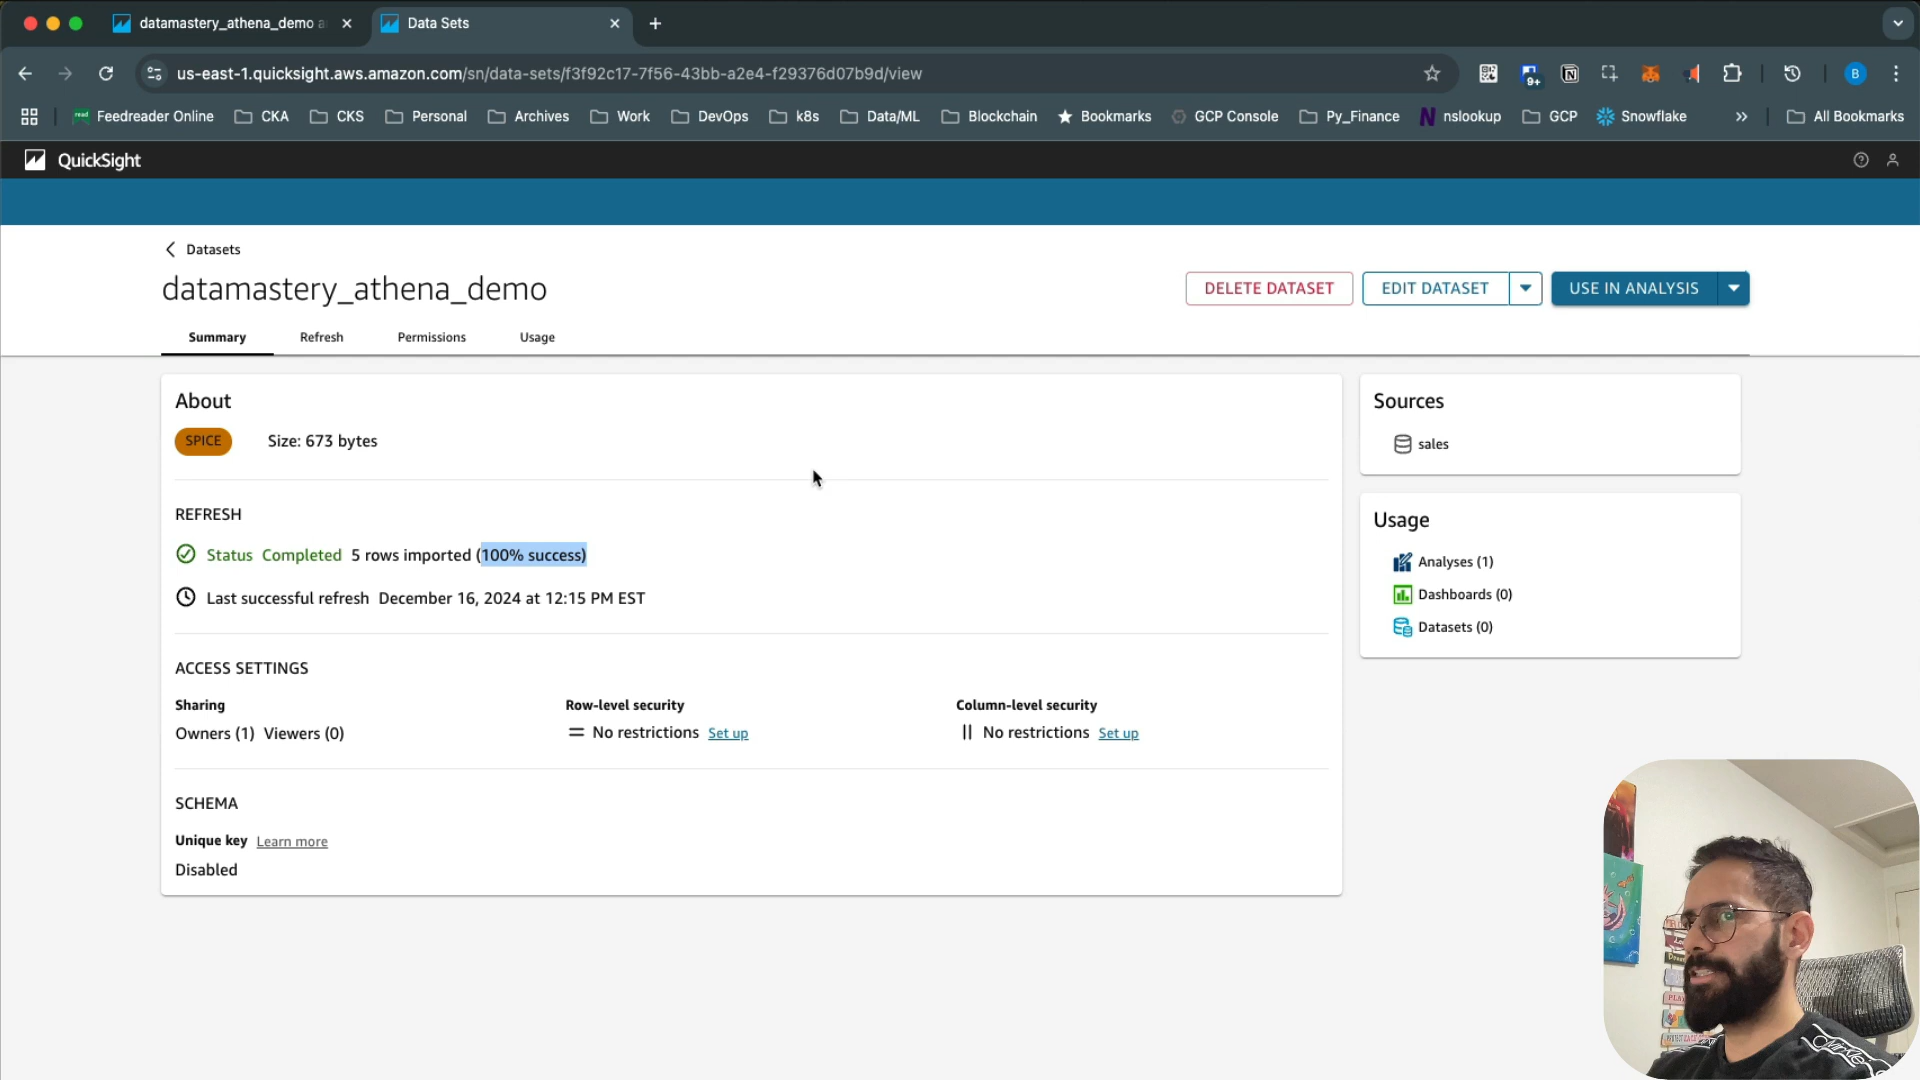 datamastery_athena_demo a
Data Sets
us-east-1.quicksight.aws.amazon.com/sn/data-sets/f3f92c17-7f56-43bb-a2e4-f29376d07b9d/view
9+
B
read
Feedreader Online
CKA
CKS
Personal
Archives
Work
DevOps
k8s
Data/ML
Blockchain
Bookmarks
GCP Console
Py_Finance
nslookup
GCP
Snowflake
All Bookmarks
QuickSight
Datasets
datamastery_athena_demo
DELETE DATASET
EDIT DATASET
USE IN ANALYSIS
Summary
Refresh
Permissions
Usage
About
SPICE
Size: 673 bytes
REFRESH
Status Completed 5 rows imported (100% success)
Last successful refresh December 16, 2024 at 12:15 PM EST
ACCESS SETTINGS
Sharing
Owners (1) Viewers (0)
Row-level security
No restrictions Set up
Column-level security
No restrictions Set up
SCHEMA
Unique key Learn more
Disabled
Sources
sales
Usage
Analyses (1)
Dashboards (0)
Datasets (0)